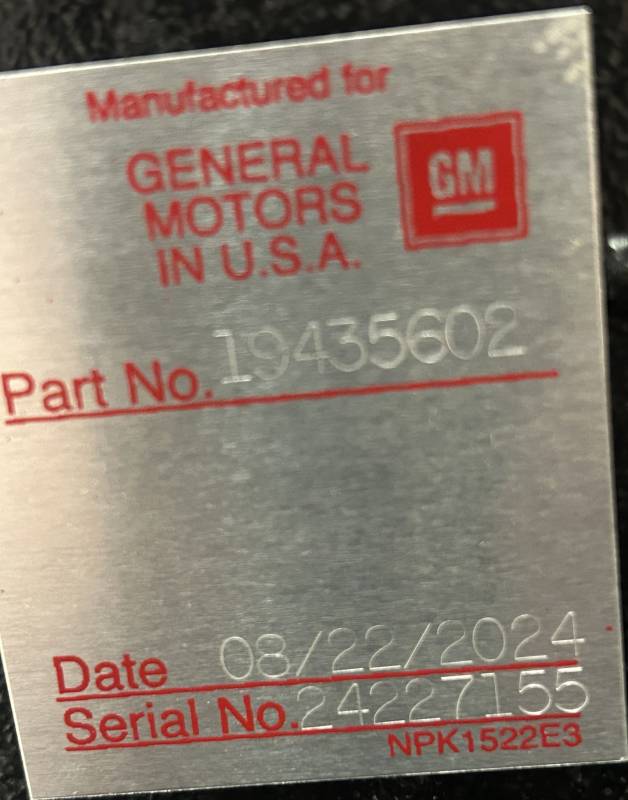 Manufactured for
GENERAL
MOTORS
IN U.S.A.
GM
Part No. 19435602
Date 08/22/2024
Serial No. 24227155
NPK1522E3